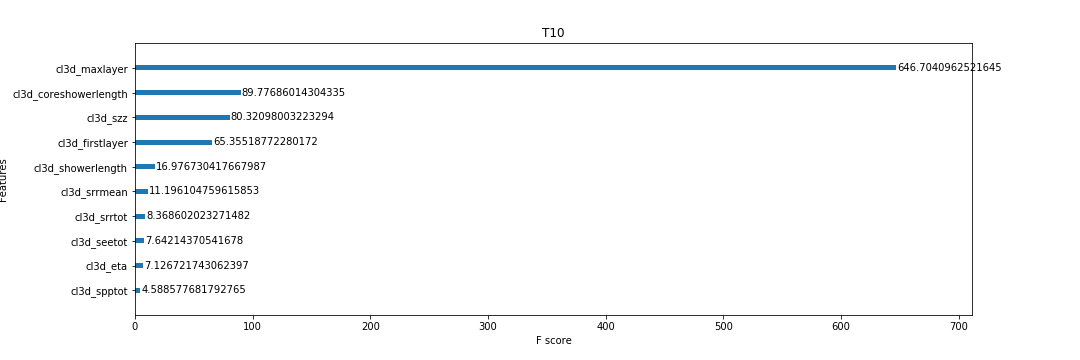 T10
Features
cl3d_maxlayer 646.7040962521645
cl3d_coreshowerlength 89.77686014304335
cl3d_szz 80.32098003223294
cl3d_firstlayer 65.35518772280172
cl3d_showerlength 16.976730417667987
cl3d_srrmean 11.196104759615853
cl3d_srrtot 8.368602023271482
cl3d_seetot 7.64214370541678
cl3d_eta 7.126721743062397
cl3d_spptot 4.588577681792765
0 100 200 300 400 500 600 700
F score